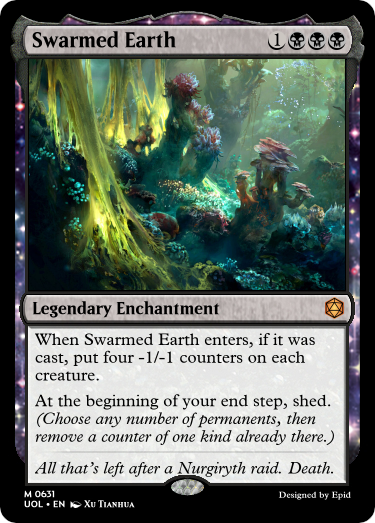 Swarmed Earth 1
Legendary Enchantment
When Swarmed Earth enters, if it was
cast, put four -1/-1 counters on each
creature.
At the beginning of your end step, shed.
(Choose any number of permanents, then
remove a counter of one kind already there.)
All that's left after a Nurgiryth raid. Death.
M 0631
UOL • EN Xu Tianhua
Designed by Epid